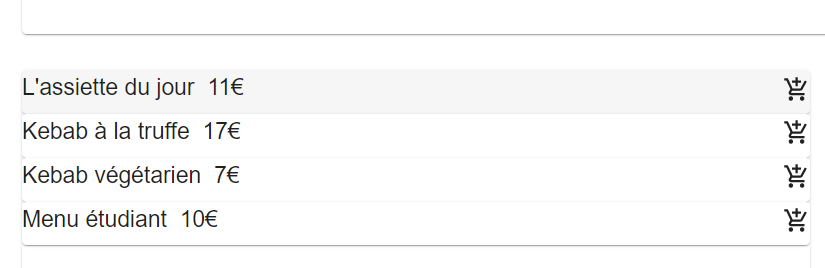 L'assiette du jour 11€
Kebab à la truffe 17€
Kebab végétarien 7€
Menu étudiant 10€